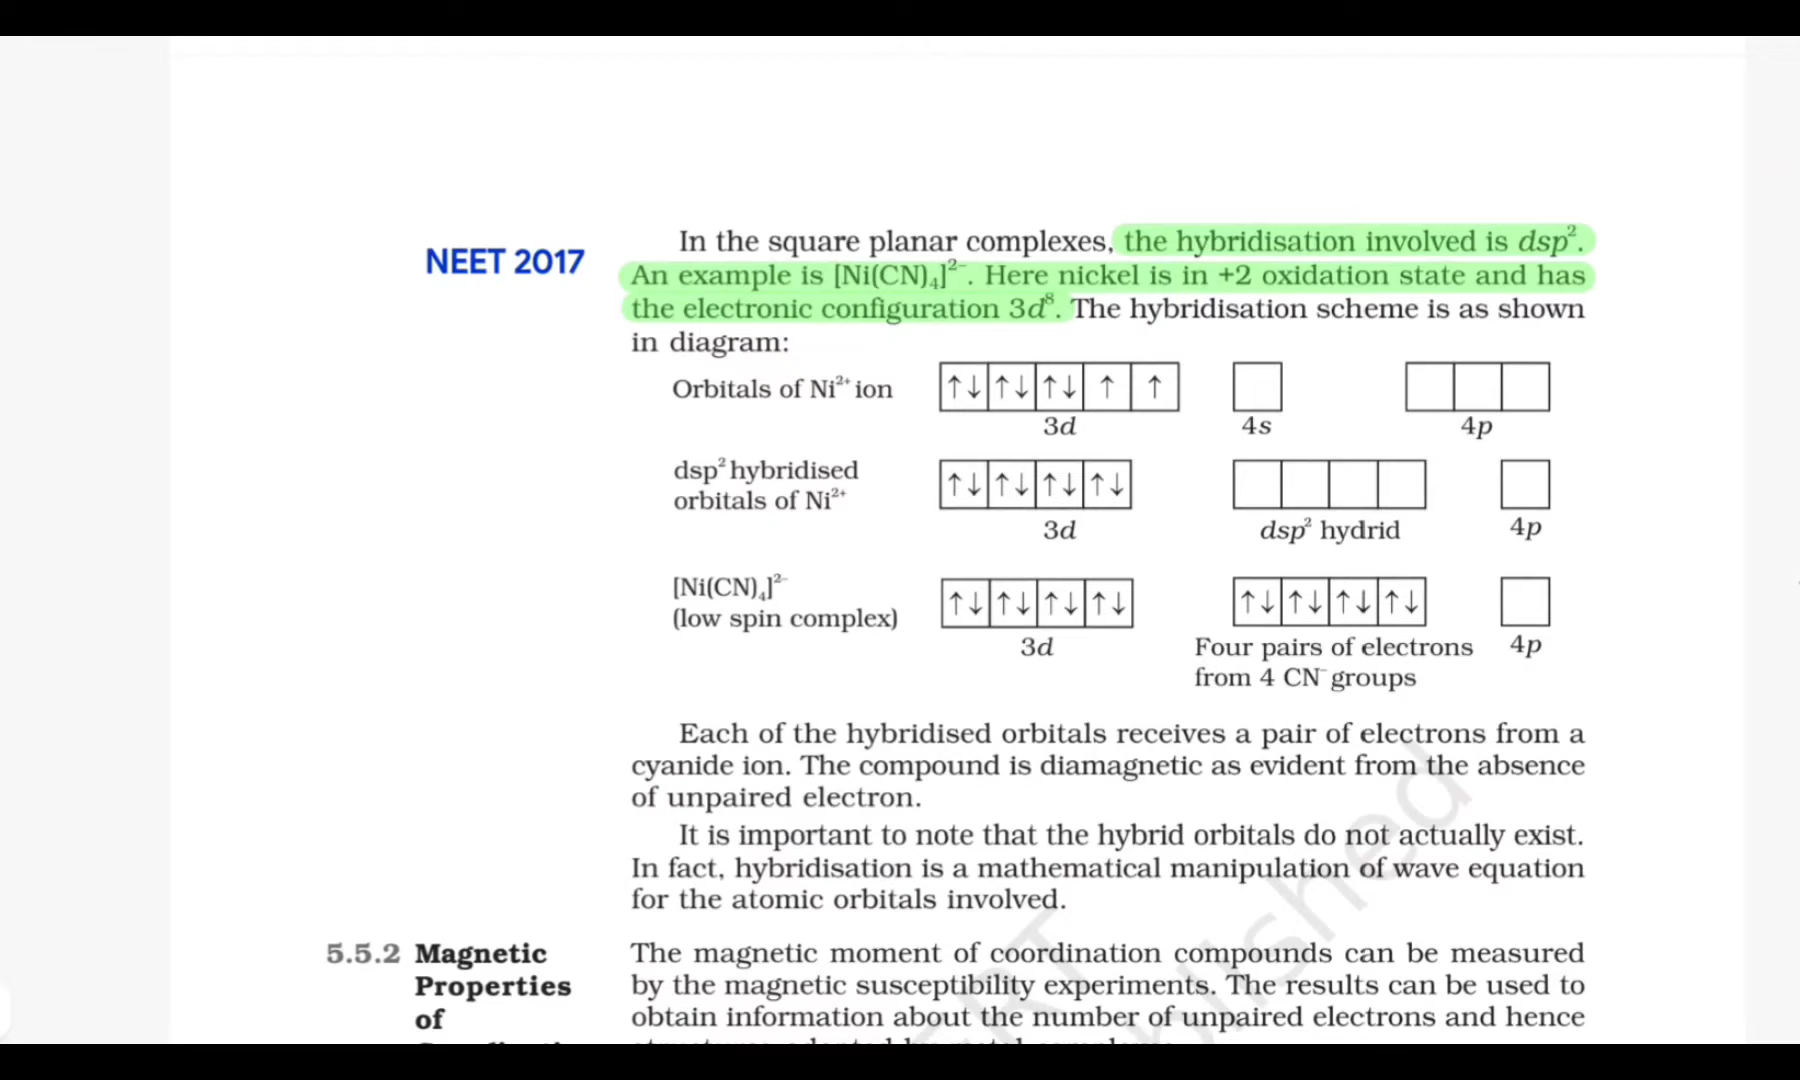 In the square planar complexes, the hybridisation involved is dsp².
NEET 2017
An example is [Ni(CN)₄]²⁻. Here nickel is in +2 oxidation state and has
the electronic configuration 3d⁸. The hybridisation scheme is as shown
in diagram:
Orbitals of Ni²⁺ ion ↑↓ ↑↓ ↑↓ ↑ ↑
3d 4s 4p
dsp² hybridised
orbitals of Ni²⁺ ↑↓ ↑↓ ↑↓ ↑↓
3d dsp² hydrid 4p
[Ni(CN)₄]²⁻
(low spin complex) ↑↓ ↑↓ ↑↓ ↑↓ ↑↓ ↑↓ ↑↓ ↑↓
3d Four pairs of electrons 4p
from 4 CN⁻ groups
Each of the hybridised orbitals receives a pair of electrons from a
cyanide ion. The compound is diamagnetic as evident from the absence
of unpaired electron.
It is important to note that the hybrid orbitals do not actually exist.
In fact, hybridisation is a mathematical manipulation of wave equation
for the atomic orbitals involved.
5.5.2 Magnetic
Properties
of
The magnetic moment of coordination compounds can be measured
by the magnetic susceptibility experiments. The results can be used to
obtain information about the number of unpaired electrons and hence